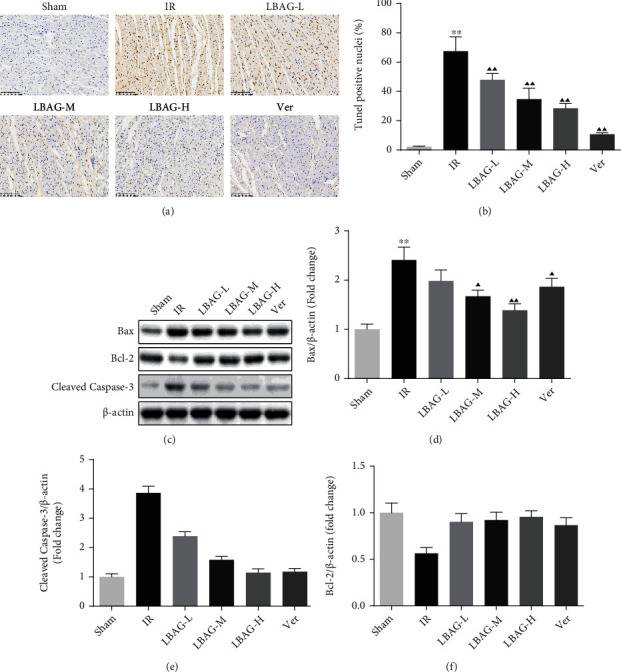 Sham IR LBAG-L
LBAG-M LBAG-H Ver
(a)
Tunel positive nuclei (%)
100
80
60
40
20
0
**
▲▲
▲▲
▲▲
▲▲
Sham
IR
LBAG-L
LBAG-M
LBAG-H
Ver
(b)
Sham
IR
LBAG-L
LBAG-M
LBAG-H
Ver
Bax
Bcl-2
Cleaved Caspase-3
β-actin
(c)
Bax/β-actin (Fold change)
3
2
1
0
**
▲
▲▲
▲
Sham
IR
LBAG-L
LBAG-M
LBAG-H
Ver
(d)
Cleaved Caspase-3/β-actin
(Fold change)
5
4
3
2
1
0
Sham
IR
LBAG-L
LBAG-M
LBAG-H
Ver
(e)
Bcl-2/β-actin (fold change)
1.5
1.0
0.5
0.0
Sham
IR
LBAG-L
LBAG-M
LBAG-H
Ver
(f)